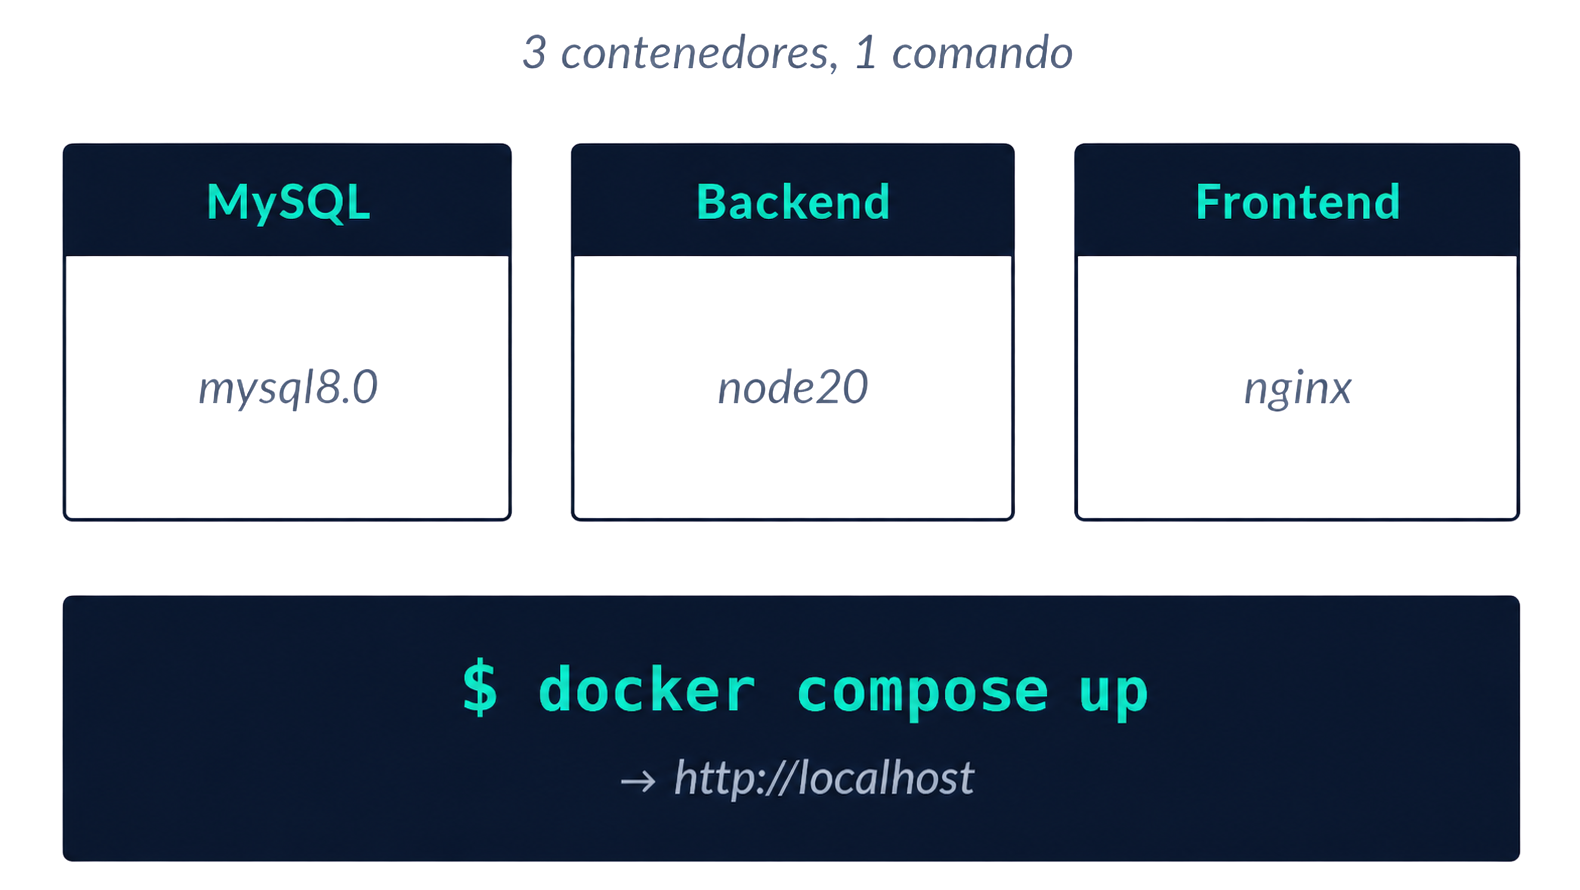 3 contenedores, 1 comando
MySQL
mysql8.0
Backend
node20
Frontend
nginx
$ docker compose up
→ http://localhost